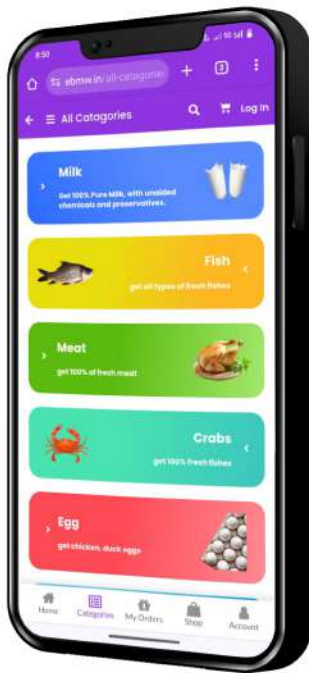 8:50
ebmw.in/all-catagories
3
All Catagories
Log In
Milk
Get 100% Pure Milk, with unaided
chemicals and preservatives.
Fish
get all types of fresh fishes
Meat
get 100% of fresh meat
Crabs
get 100% fresh fishes
Egg
get chicken, duck eggs
Home
Categories
My Orders
Shop
Account